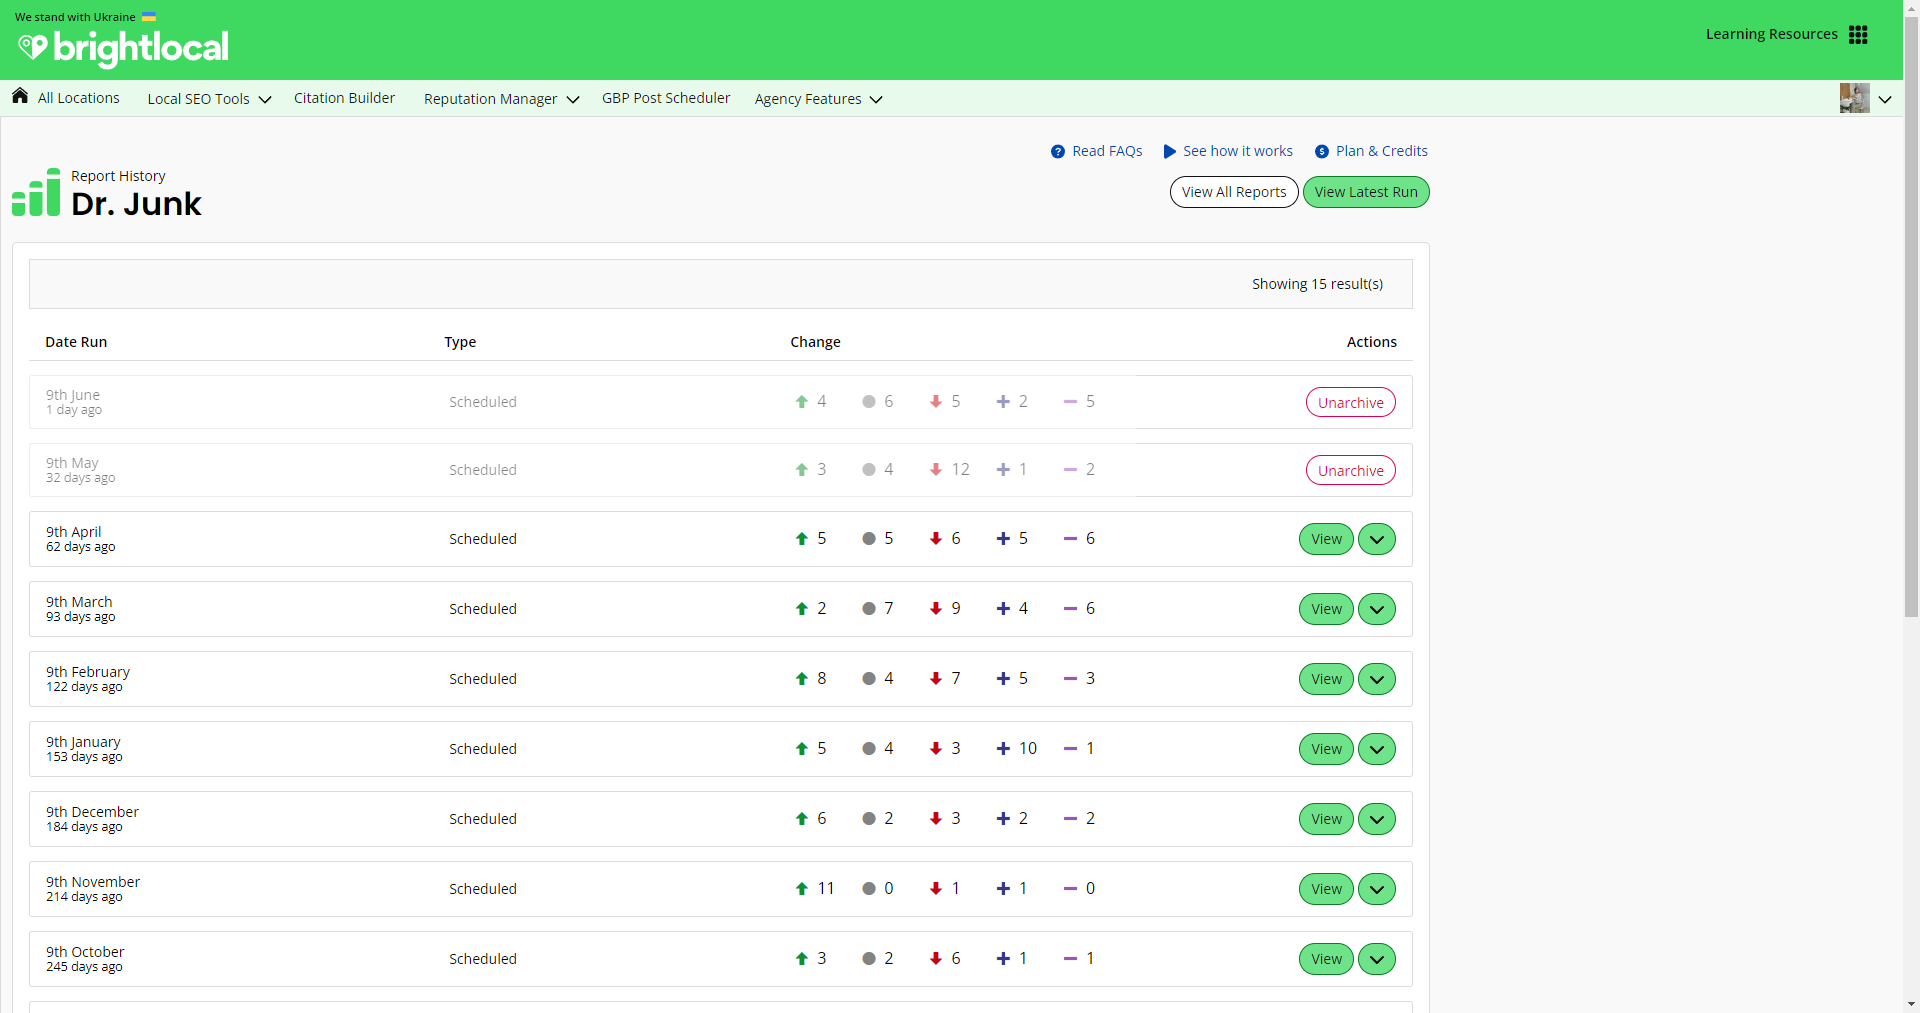 We stand with Ukraine
brightlocal
Learning Resources
All Locations Local SEO Tools Citation Builder Reputation Manager GBP Post Scheduler Agency Features
Read FAQs See how it works Plan & Credits
Report History
Dr. Junk
View All Reports View Latest Run
Showing 15 result(s)
Date Run Type Change Actions
9th June
1 day ago
Scheduled 4 6 5 2 5 Unarchive
9th May
32 days ago
Scheduled 3 4 12 1 2 Unarchive
9th April
62 days ago
Scheduled 5 5 6 5 6 View
9th March
93 days ago
Scheduled 2 7 9 4 6 View
9th February
122 days ago
Scheduled 8 4 7 5 3 View
9th January
153 days ago
Scheduled 5 4 3 10 1 View
9th December
184 days ago
Scheduled 6 2 3 2 2 View
9th November
214 days ago
Scheduled 11 0 1 1 0 View
9th October
245 days ago
Scheduled 3 2 6 1 1 View